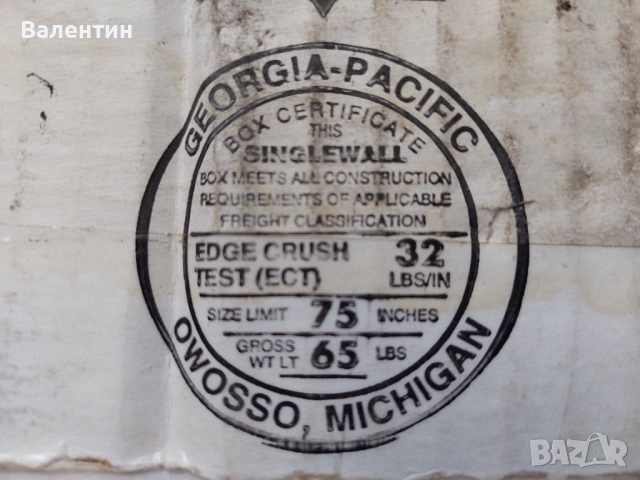 Валентин
GEORGIA-PACIFIC
BOX CERTIFICATE
THIS
SINGLEWALL
BOX MEETS ALL CONSTRUCTION
REQUIREMENTS OF APPLICABLE
FREIGHT CLASSIFICATION
EDGE CRUSH TEST (ECT) 32 LBS/IN
SIZE LIMIT 75 INCHES
GROSS WT LT 65 LBS
OWOSSO, MICHIGAN
BAZAR